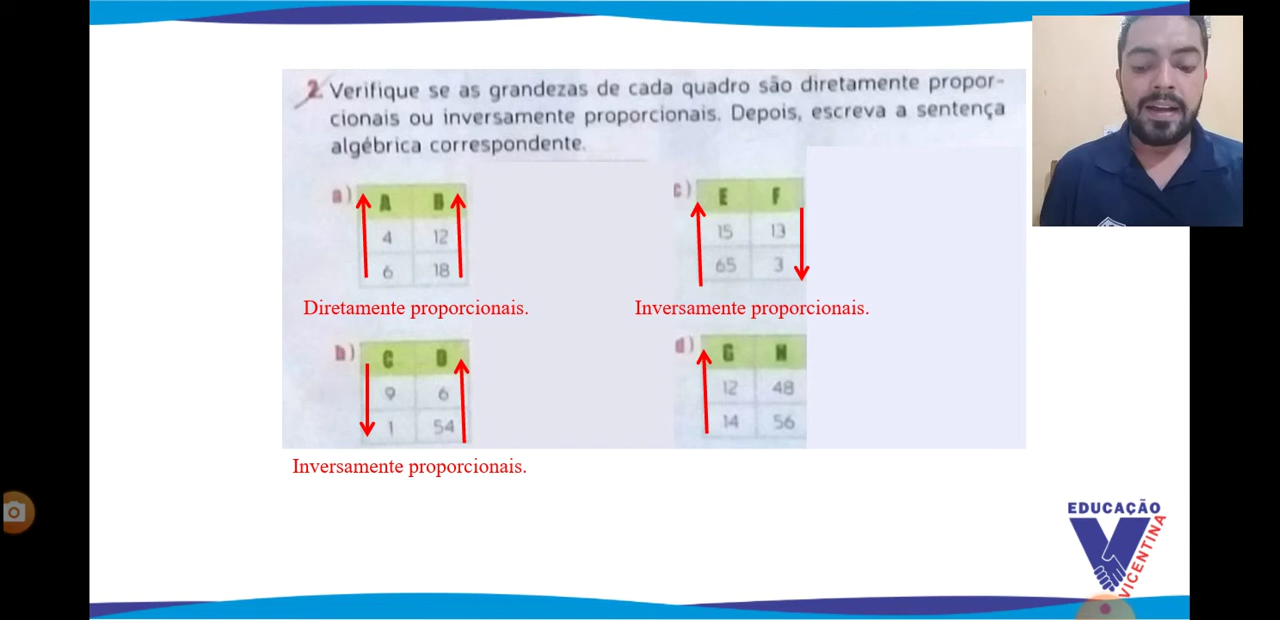 2. Verifique se as grandezas de cada quadro são diretamente propor-
cionais ou inversamente proporcionais. Depois, escreva a sentença
algébrica correspondente.
a)
A B
4 12
6 18
Diretamente proporcionais.
b)
C D
9 6
1 54
Inversamente proporcionais.
c)
E F
15 13
65 3
Inversamente proporcionais.
d)
G H
12 48
14 56
EDUCAÇÃO
VICENTINA